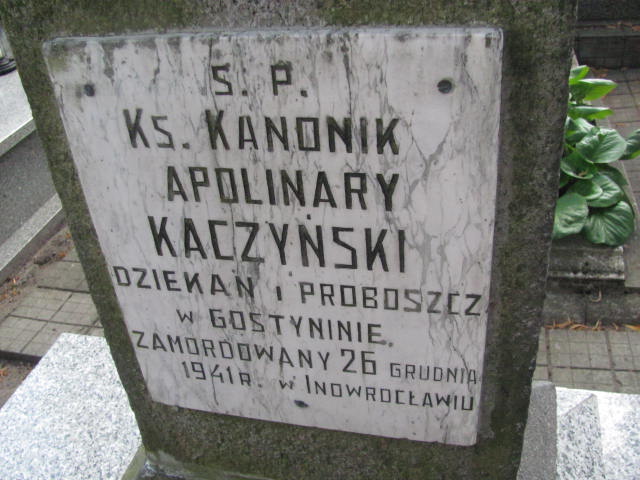 S. P.
KS. KANONIK
APOLINARY
KACZYŃSKI
DZIEKAN I PROBOSZCZ
W GOSTYNINIE.
ZAMORDOWANY 26 GRUDNIA
1941 R. W INOWROCŁAWIU